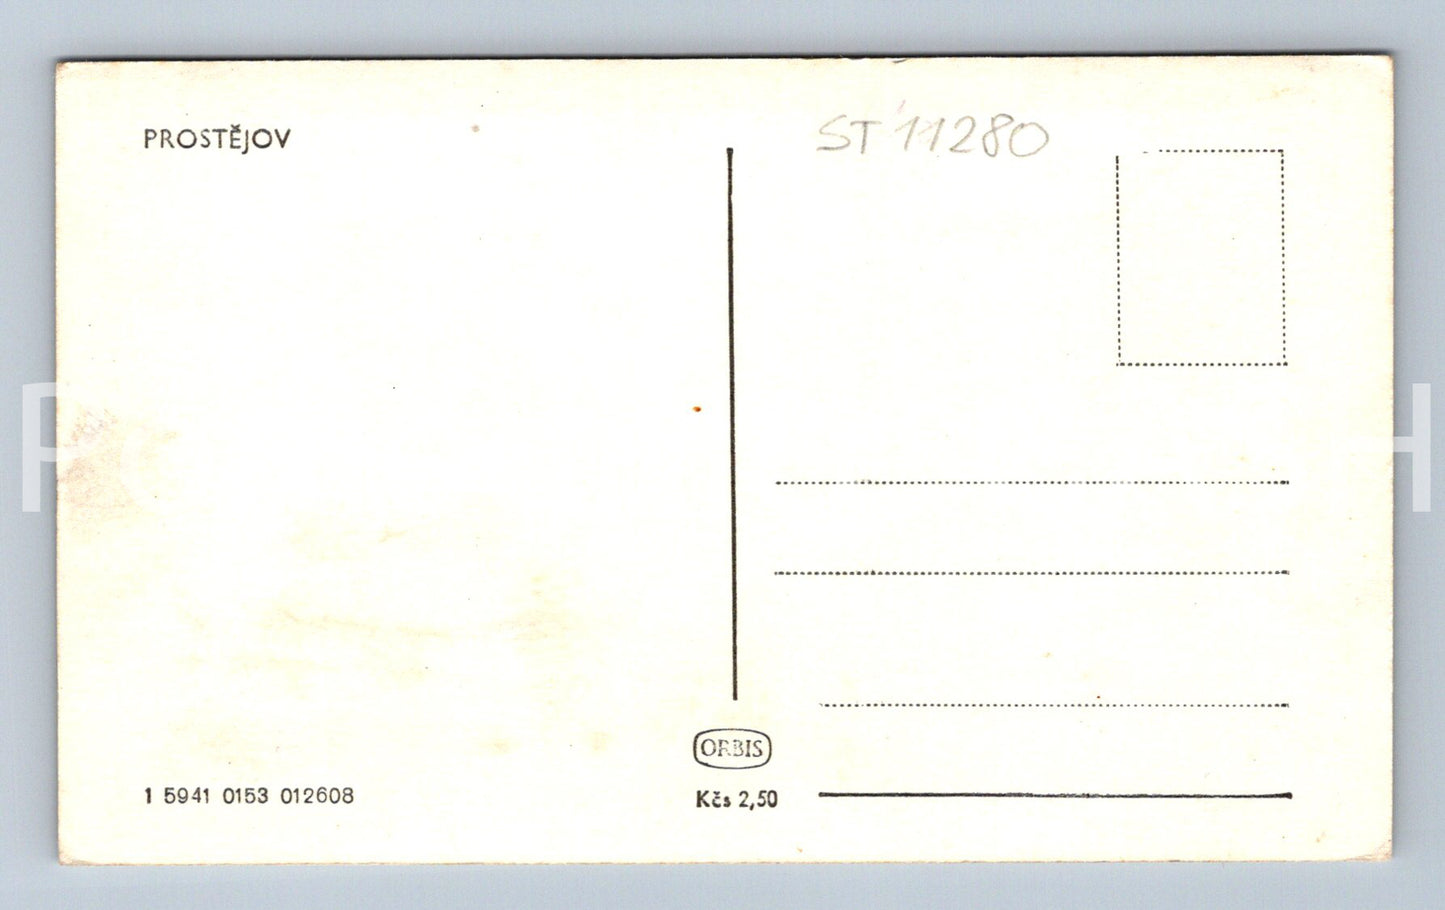 PROSTĚJOV
ST 11280
ORBIS
1 5941 0153 012608
Kčs 2,50